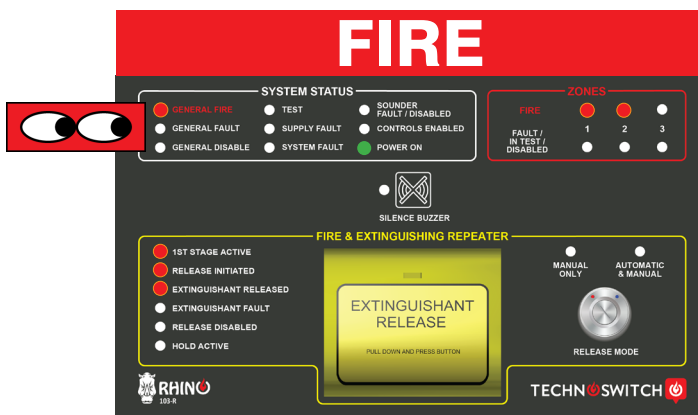 FIRE
SYSTEM STATUS
GENERAL FIRE
TEST
SOUNDER
FAULT / DISABLED
GENERAL FAULT
SUPPLY FAULT
CONTROLS ENABLED
GENERAL DISABLE
SYSTEM FAULT
POWER ON
ZONES
FIRE
1 2 3
FAULT /
IN TEST /
DISABLED
SILENCE BUZZER
FIRE & EXTINGUISHING REPEATER
1ST STAGE ACTIVE
RELEASE INITIATED
EXTINGUISHANT RELEASED
EXTINGUISHANT FAULT
RELEASE DISABLED
HOLD ACTIVE
EXTINGUISHANT
RELEASE
PULL DOWN AND PRESS BUTTON
MANUAL
ONLY
AUTOMATIC
& MANUAL
RELEASE MODE
RHINO
103-R
TECHNOSWITCH